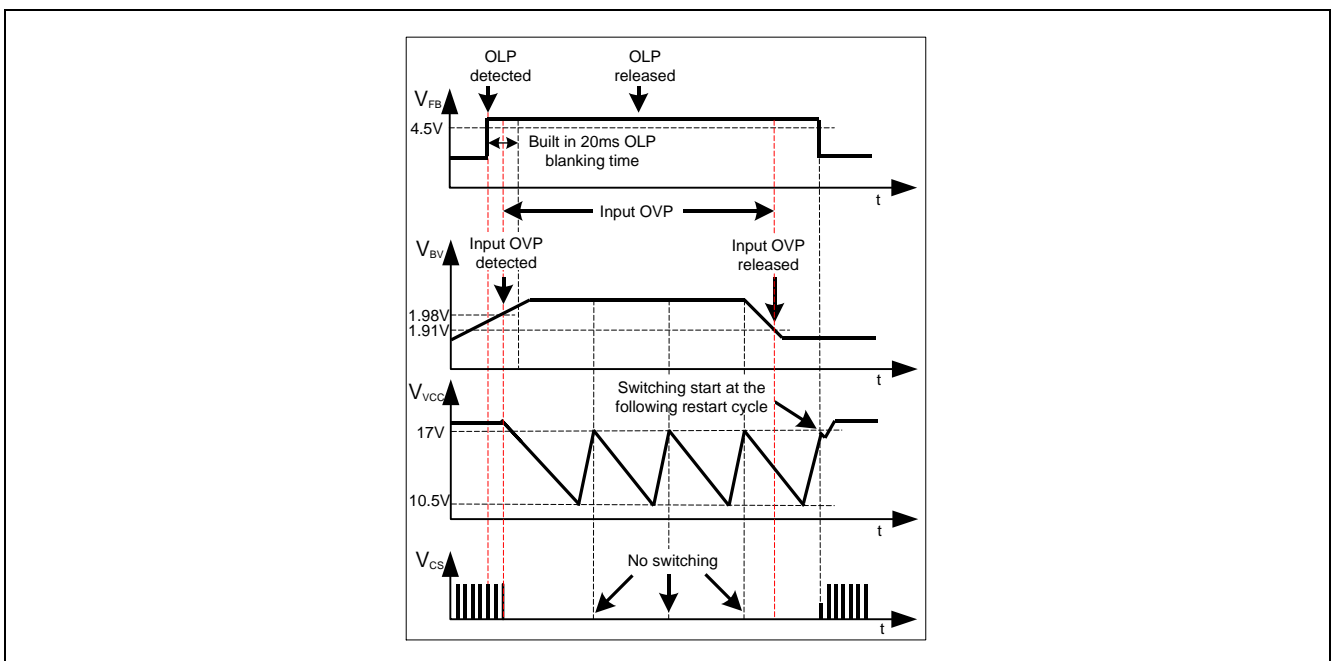 OLP
detected
OLP
released
VFB
4.5V
Built in 20ms OLP
blanking time
t
Input OVP
VBV
Input OVP
detected
Input OVP
released
1.98V
1.91V
t
VVCC
Switching start at the
following restart cycle
17V
10.5V
t
VCS
No switching
t